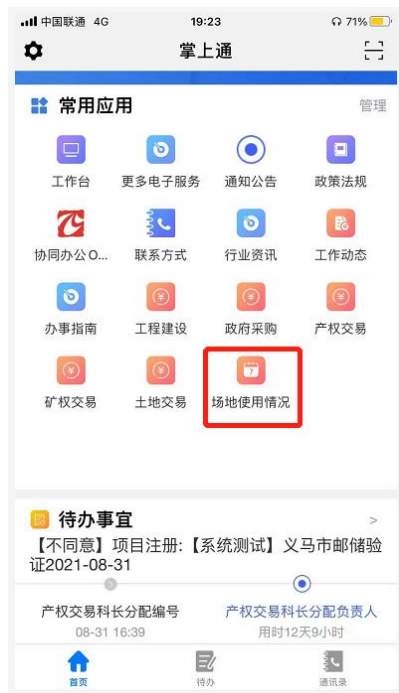 中国联通 4G 19:23 71%
掌上通
常用应用 管理
工作台 更多电子服务 通知公告 政策法规
协同办公O... 联系方式 行业资讯 工作动态
办事指南 工程建设 政府采购 产权交易
7
矿权交易 土地交易 场地使用情况
待办事宜 >
【不同意】项目注册:【系统测试】义马市邮储验
证2021-08-31
产权交易科长分配编号 产权交易科长分配负责人
08-31 16:39 用时12天9小时
首页 待办 通讯录